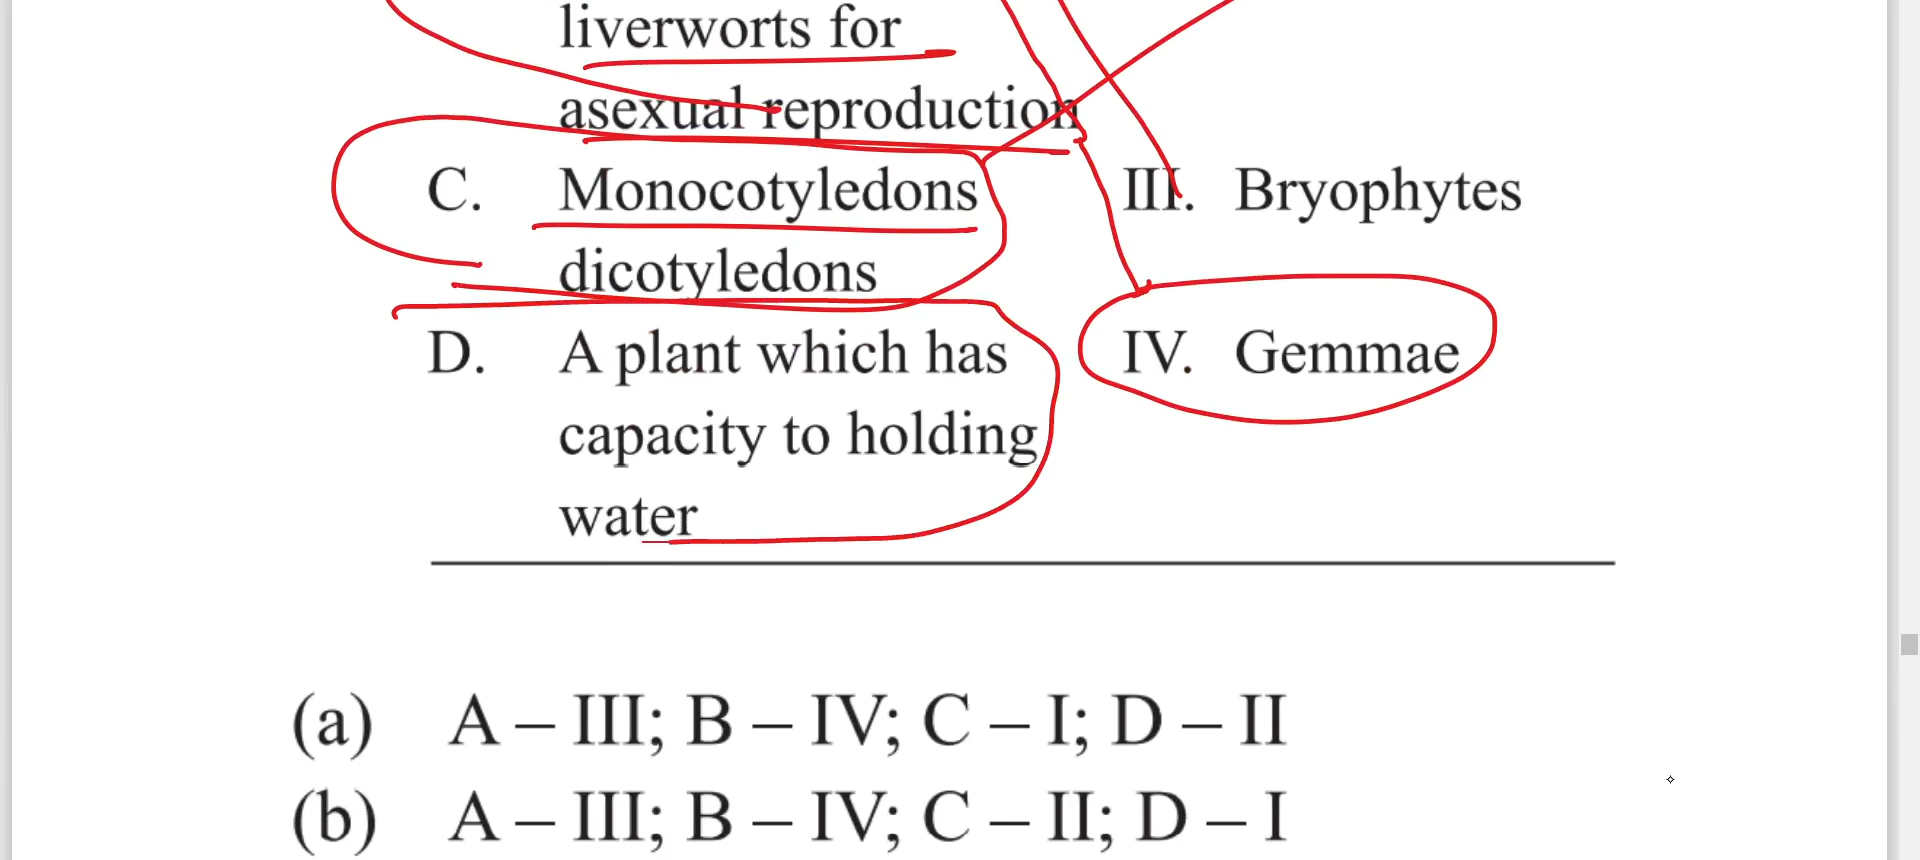 liverworts for
asexual reproduction
C. Monocotyledons III. Bryophytes
dicotyledons
D. A plant which has IV. Gemmae
capacity to holding
water
(a) A – III; B – IV; C – I; D – II
(b) A – III; B – IV; C – II; D – I